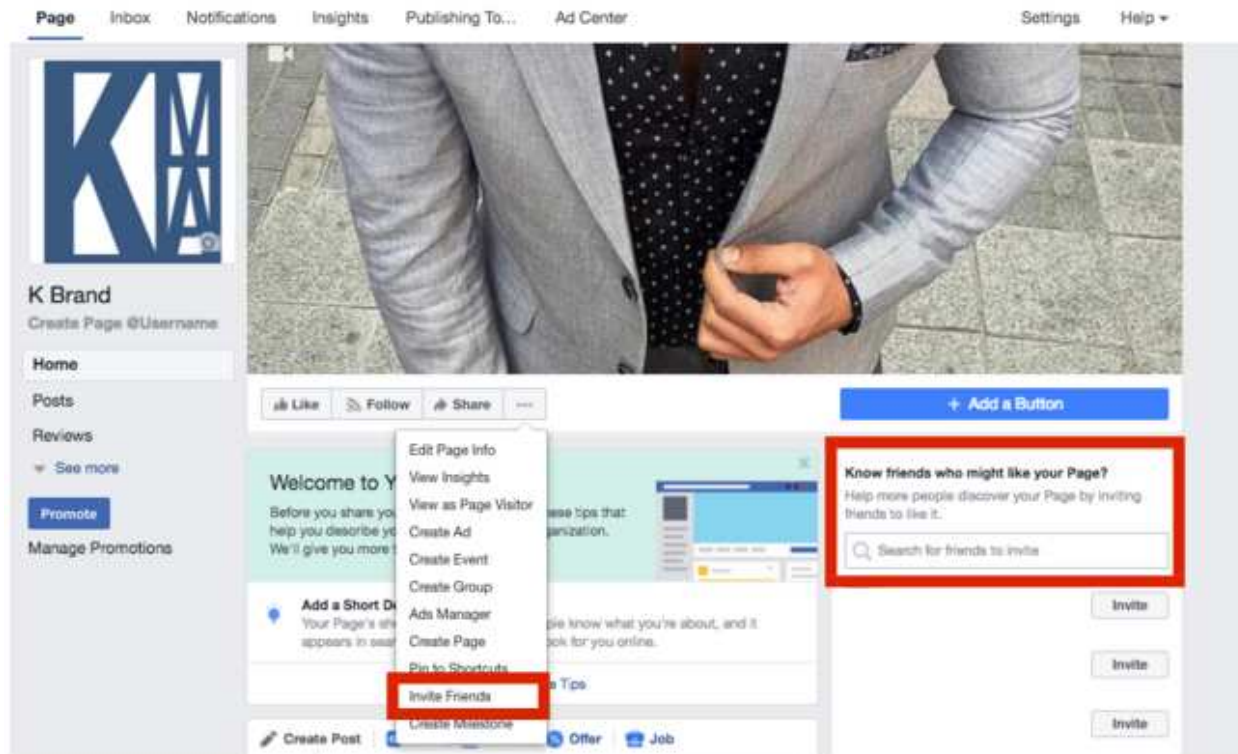 Page Inbox Notifications Insights Publishing To... Ad Center Settings Help
K M A
K Brand
Create Page @Username
Home
Posts
Reviews
See more
Promote
Manage Promotions
Like Follow Share ...
+ Add a Button
Edit Page Info
View Insights
View as Page Visitor
Create Ad
Create Event
Create Group
Ads Manager
Create Page
Pin to Shortcuts
Invite Friends
Create Milestone
Welcome to Y
Before you share you ese tips that
help you describe yo ganization.
We'll give you more
Add a Short De
Your Page's sh ple know what you're about, and it
appears in sear ook for you online.
Tips
Create Post Offer Job
Know friends who might like your Page?
Help more people discover your Page by inviting
friends to like it.
Search for friends to invite
Invite
Invite
Invite